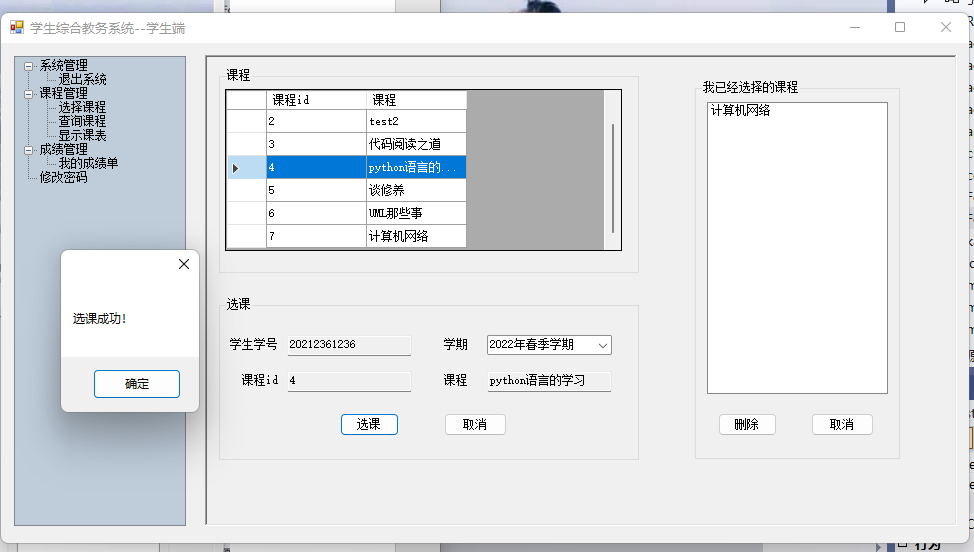 学生综合教务系统--学生端
系统管理
退出系统
课程管理
选择课程
查询课程
显示课表
成绩管理
我的成绩单
修改密码
课程
课程id 课程
2 test2
3 代码阅读之道
4 python语言的...
5 谈修养
6 UML那些事
7 计算机网络
我已经选择的课程
计算机网络
选课成功!
确定
选课
学生学号 20212361236 学期 2022年春季学期
课程id 4 课程 python语言的学习
选课 取消
删除 取消
行为